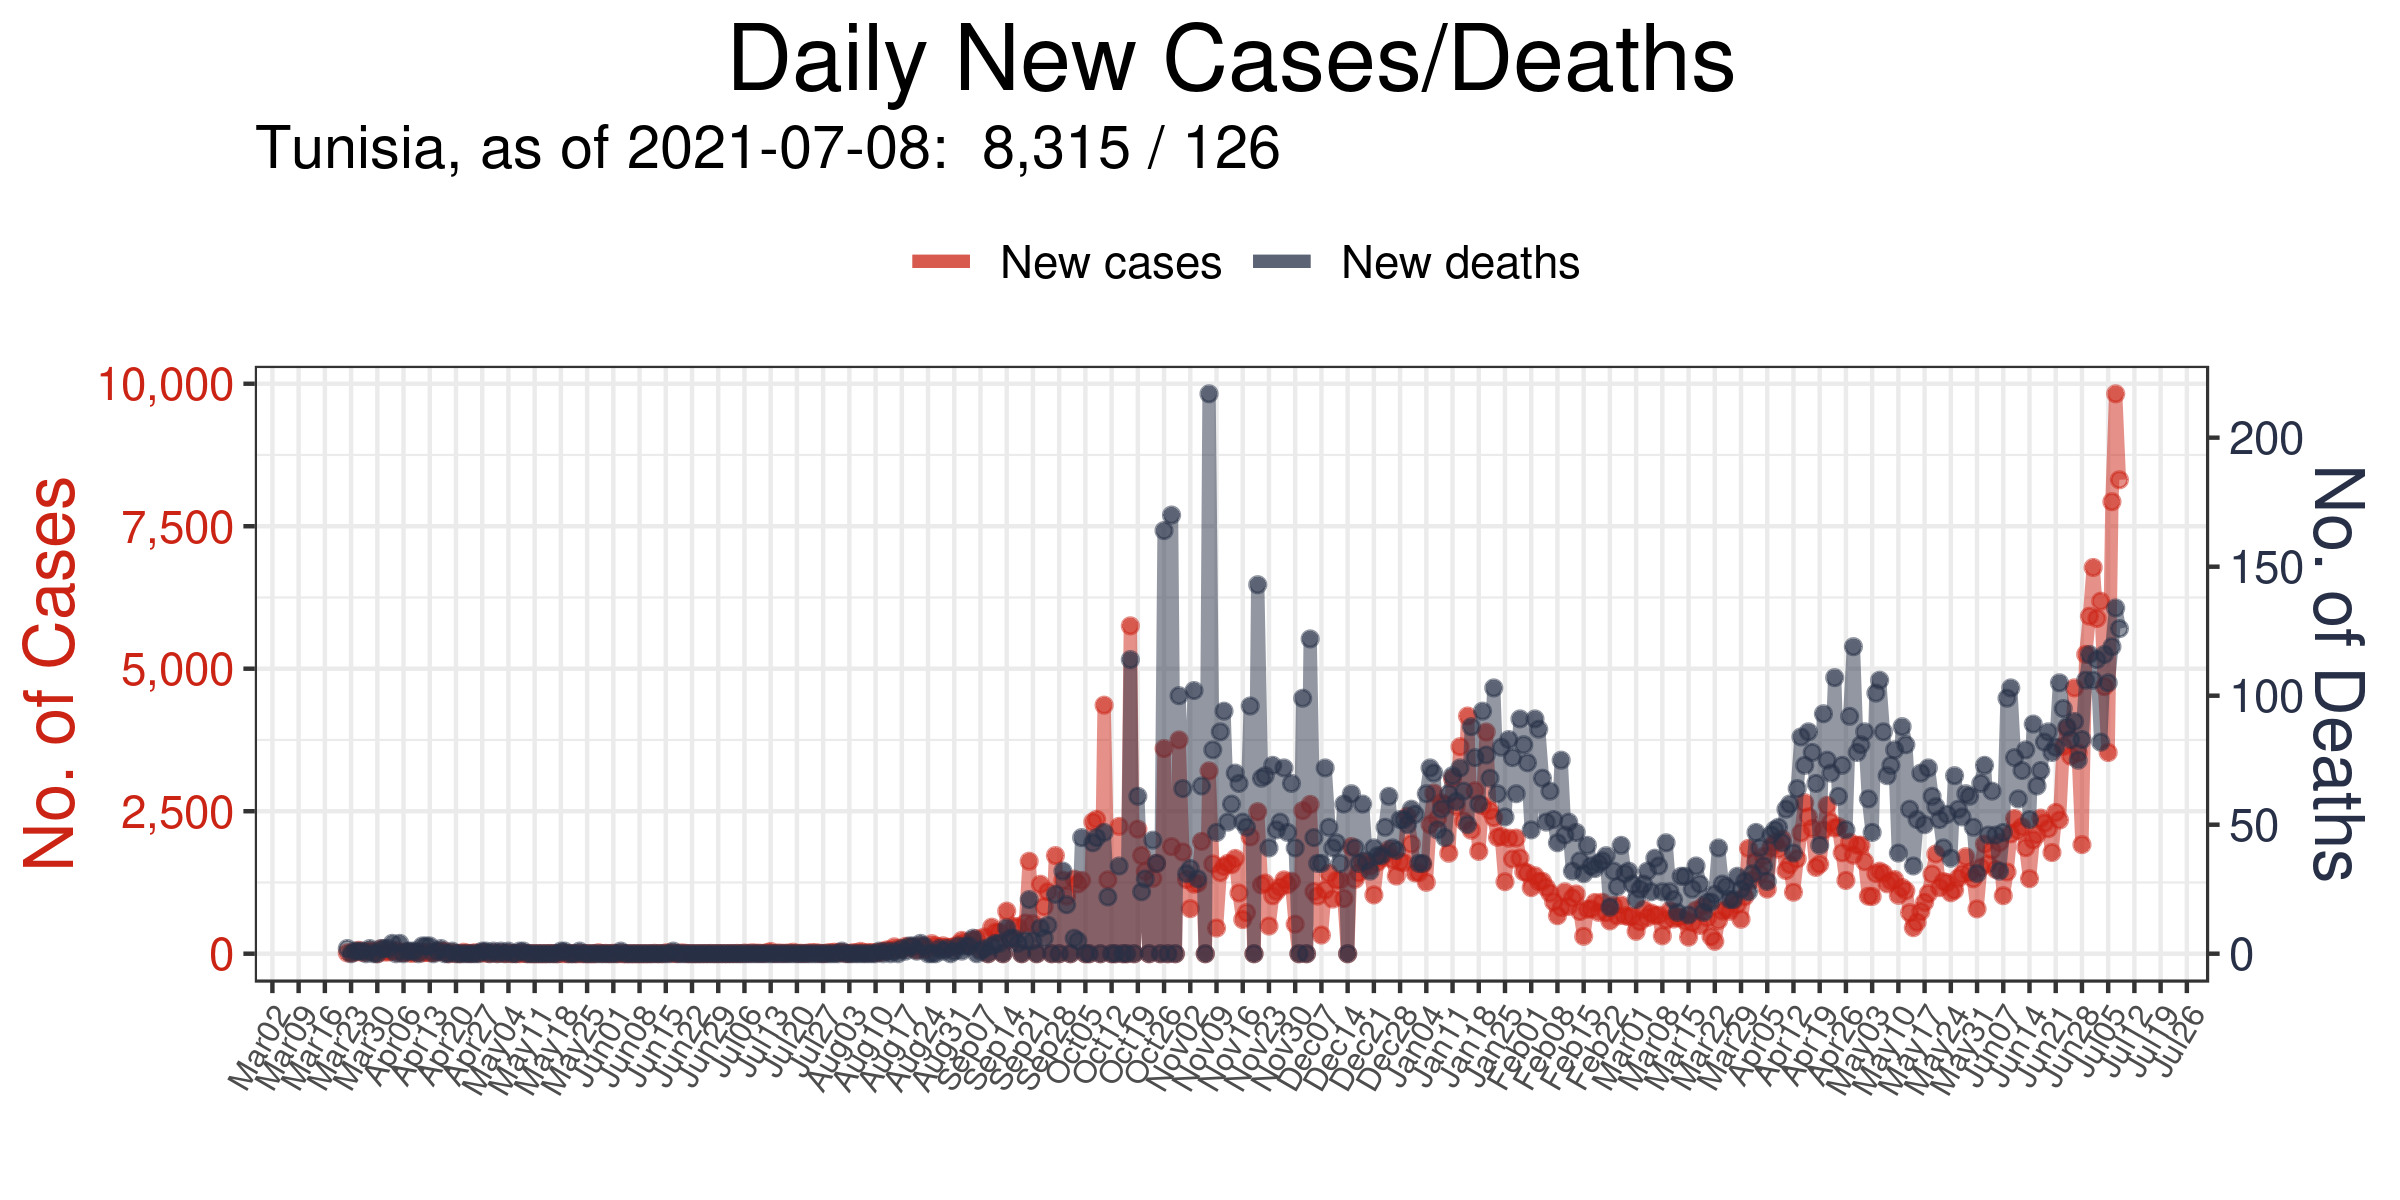 Daily New Cases/Deaths
Tunisia, as of 2021-07-08:  8,315 / 126
New cases
New deaths
No. of Cases
10,000
7,500
5,000
2,500
0
No. of Deaths
200
150
100
50
0
Mar02
Mar09
Mar16
Mar23
Mar30
Apr06
Apr13
Apr20
Apr27
May04
May11
May18
May25
Jun01
Jun08
Jun15
Jun22
Jun29
Jul06
Jul13
Jul20
Jul27
Aug03
Aug10
Aug17
Aug24
Aug31
Sep07
Sep14
Sep21
Sep28
Oct05
Oct12
Oct19
Oct26
Nov02
Nov09
Nov16
Nov23
Nov30
Dec07
Dec14
Dec21
Dec28
Jan04
Jan11
Jan18
Jan25
Feb01
Feb08
Feb15
Feb22
Mar01
Mar08
Mar15
Mar22
Mar29
Apr05
Apr12
Apr19
Apr26
May03
May10
May17
May24
May31
Jun07
Jun14
Jun21
Jun28
Jul05
Jul12
Jul19
Jul26